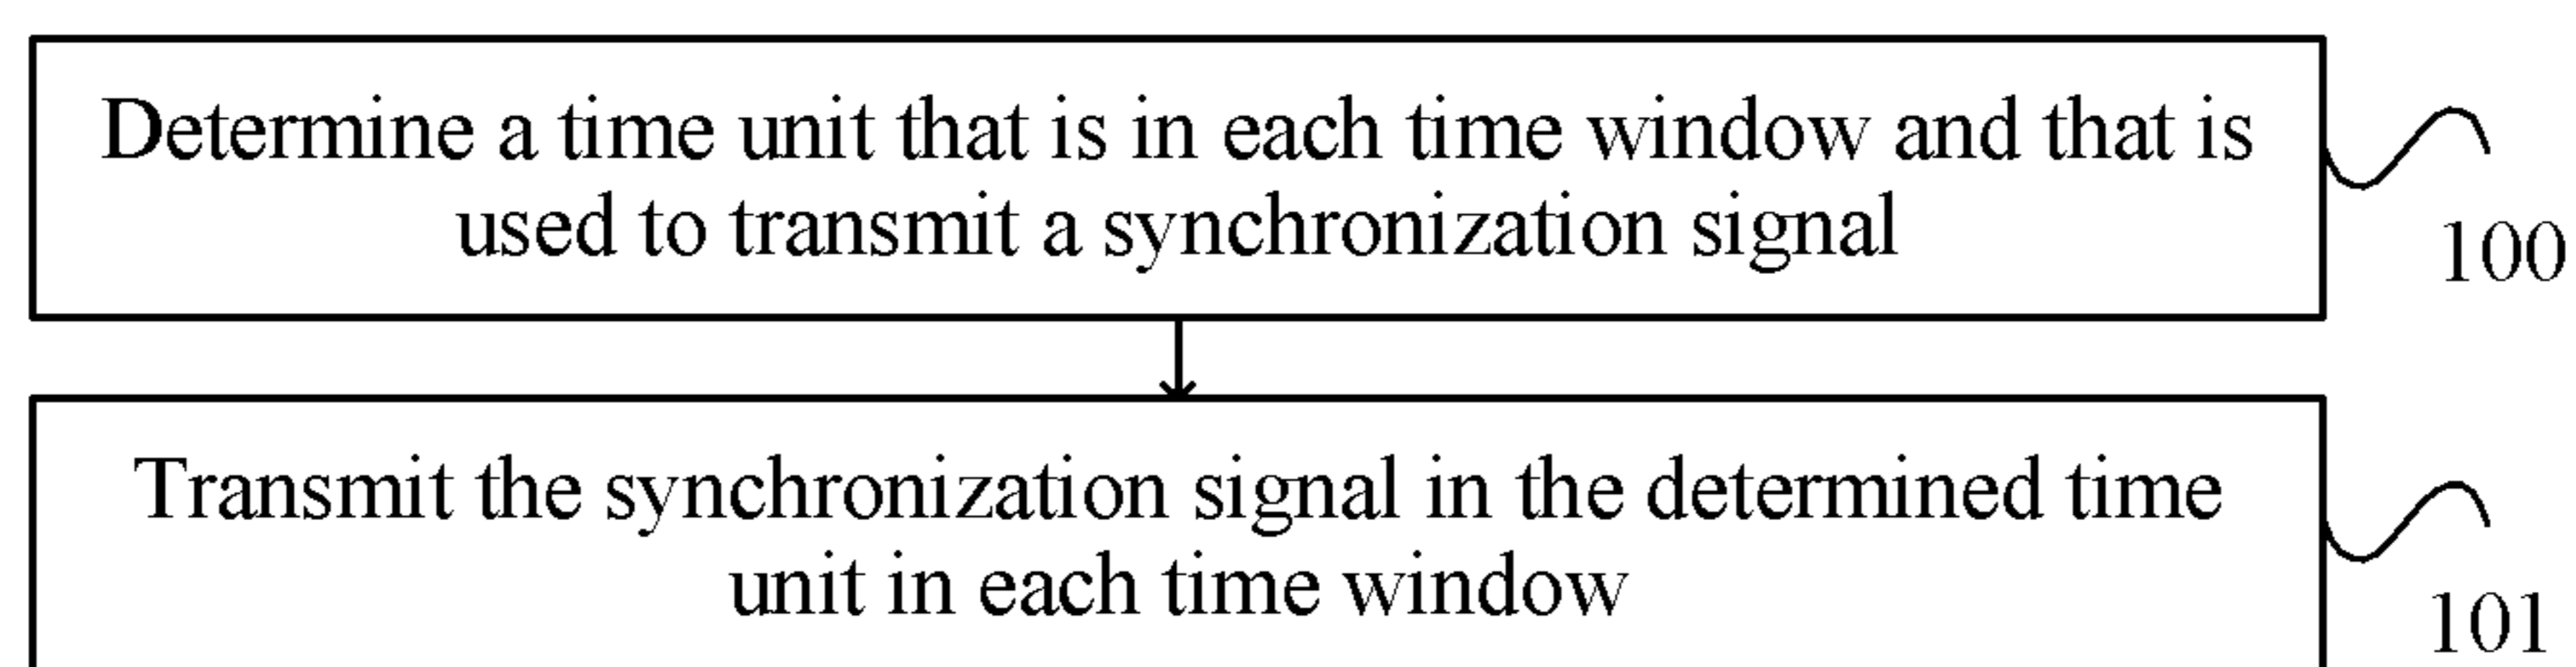 Determine a time unit that is in each time window and that is
used to transmit a synchronization signal
100
Transmit the synchronization signal in the determined time
unit in each time window
101